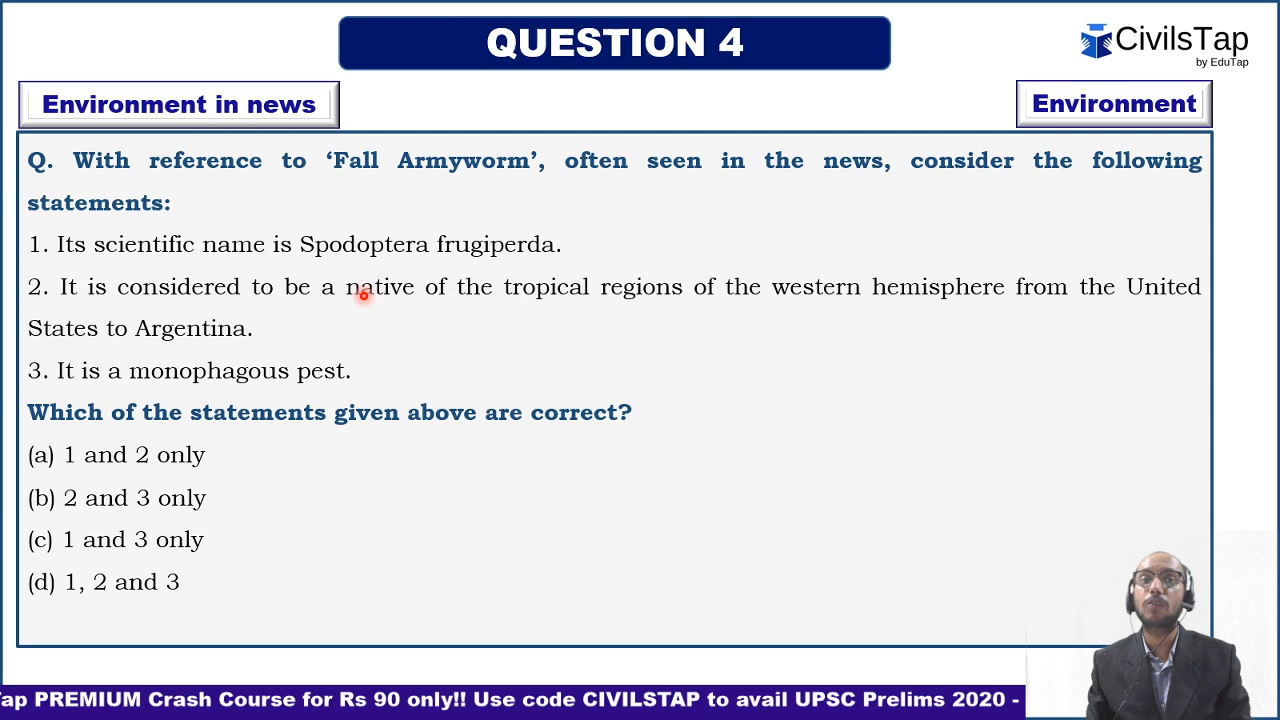 QUESTION 4
CivilsTap
by EduTap
Environment in news
Environment
Q. With reference to ‘Fall Armyworm’, often seen in the news, consider the following
statements:
1. Its scientific name is Spodoptera frugiperda.
2. It is considered to be a native of the tropical regions of the western hemisphere from the United
States to Argentina.
3. It is a monophagous pest.
Which of the statements given above are correct?
(a) 1 and 2 only
(b) 2 and 3 only
(c) 1 and 3 only
(d) 1, 2 and 3
Tap PREMIUM Crash Course for Rs 90 only!! Use code CIVILSTAP to avail UPSC Prelims 2020 -